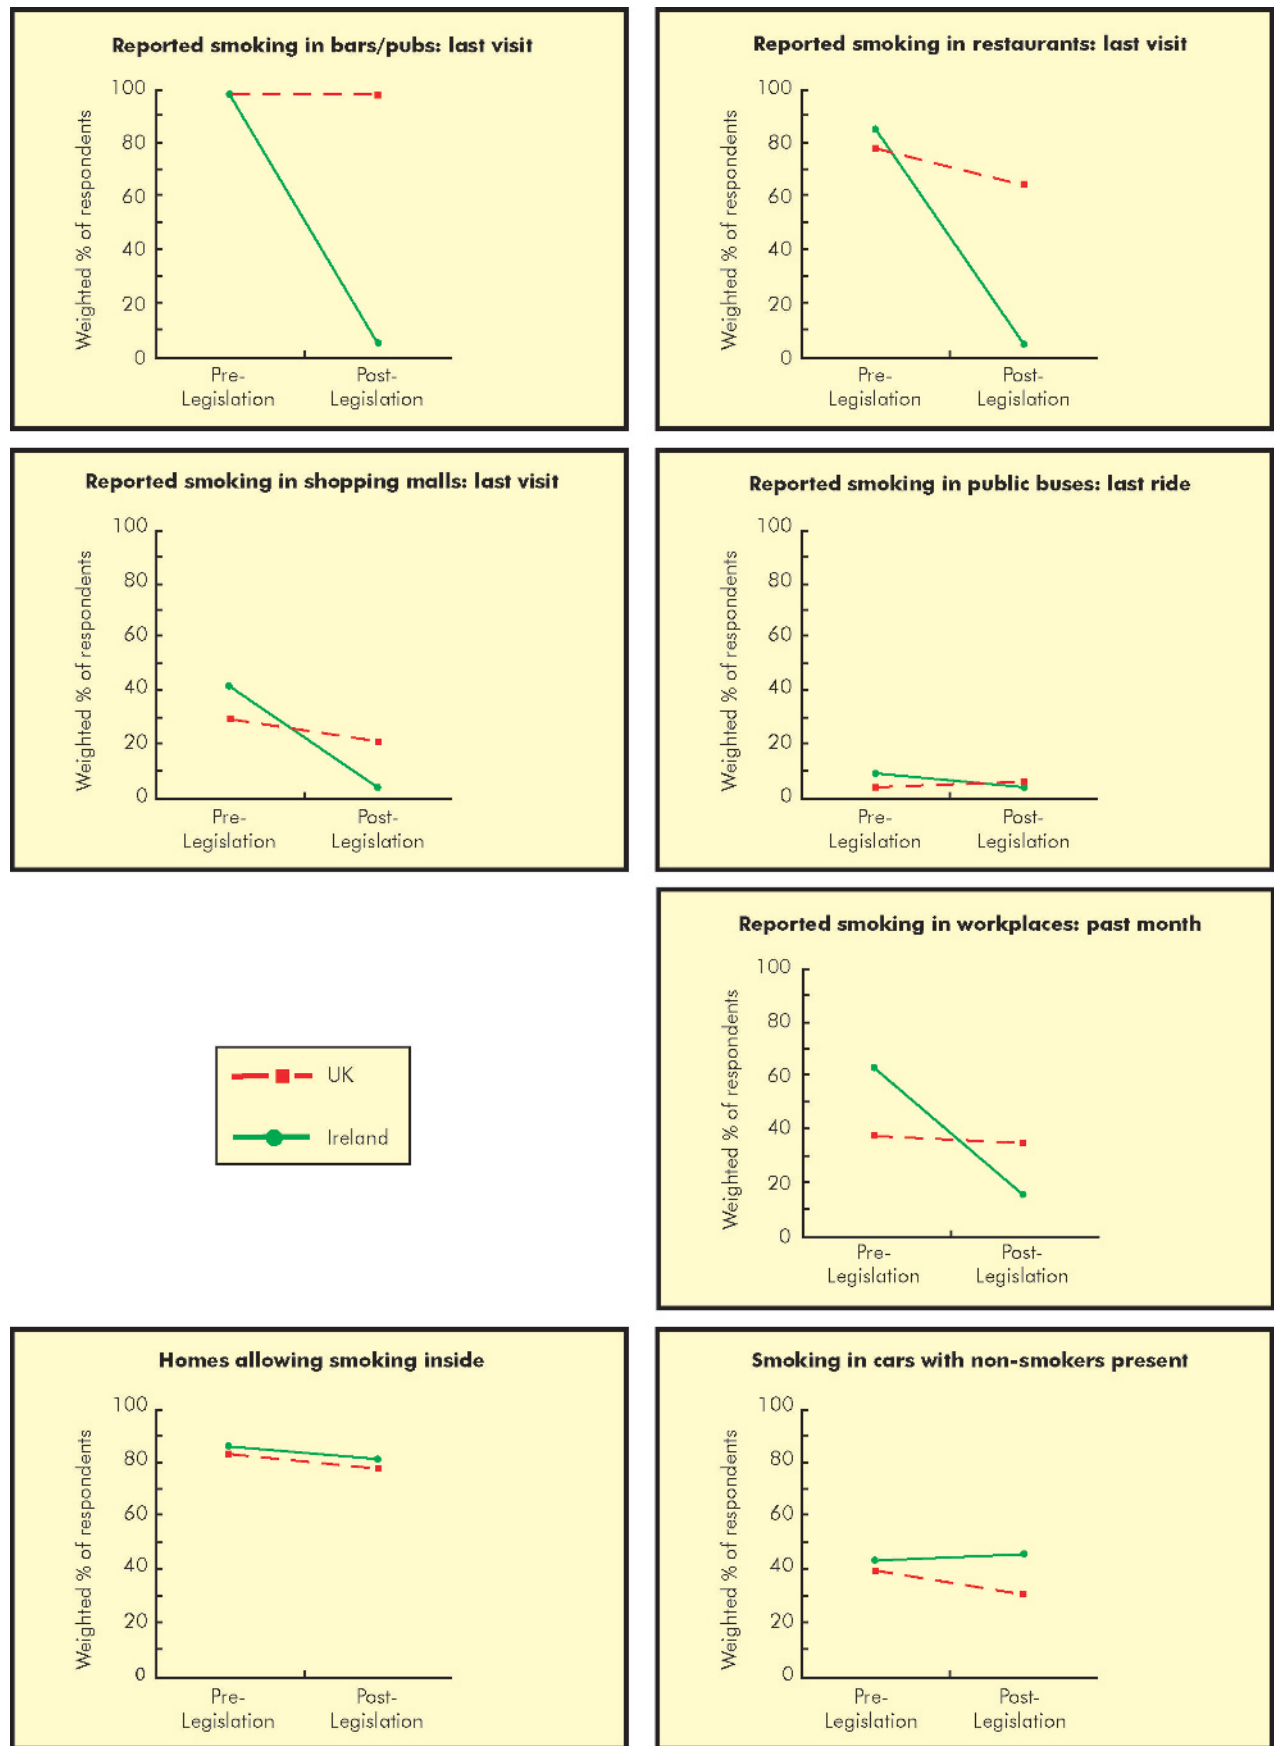 Reported smoking in bars/pubs: last visit
Weighted % of respondents
100
80
60
40
20
0
Pre-
Legislation
Post-
Legislation
Reported smoking in restaurants: last visit
Weighted % of respondents
100
80
60
40
20
0
Pre-
Legislation
Post-
Legislation
Reported smoking in shopping malls: last visit
Weighted % of respondents
100
80
60
40
20
0
Pre-
Legislation
Post-
Legislation
Reported smoking in public buses: last ride
Weighted % of respondents
100
80
60
40
20
0
Pre-
Legislation
Post-
Legislation
UK
Ireland
Reported smoking in workplaces: past month
Weighted % of respondents
100
80
60
40
20
0
Pre-
Legislation
Post-
Legislation
Homes allowing smoking inside
Weighted % of respondents
100
80
60
40
20
0
Pre-
Legislation
Post-
Legislation
Smoking in cars with non-smokers present
Weighted % of respondents
100
80
60
40
20
0
Pre-
Legislation
Post-
Legislation